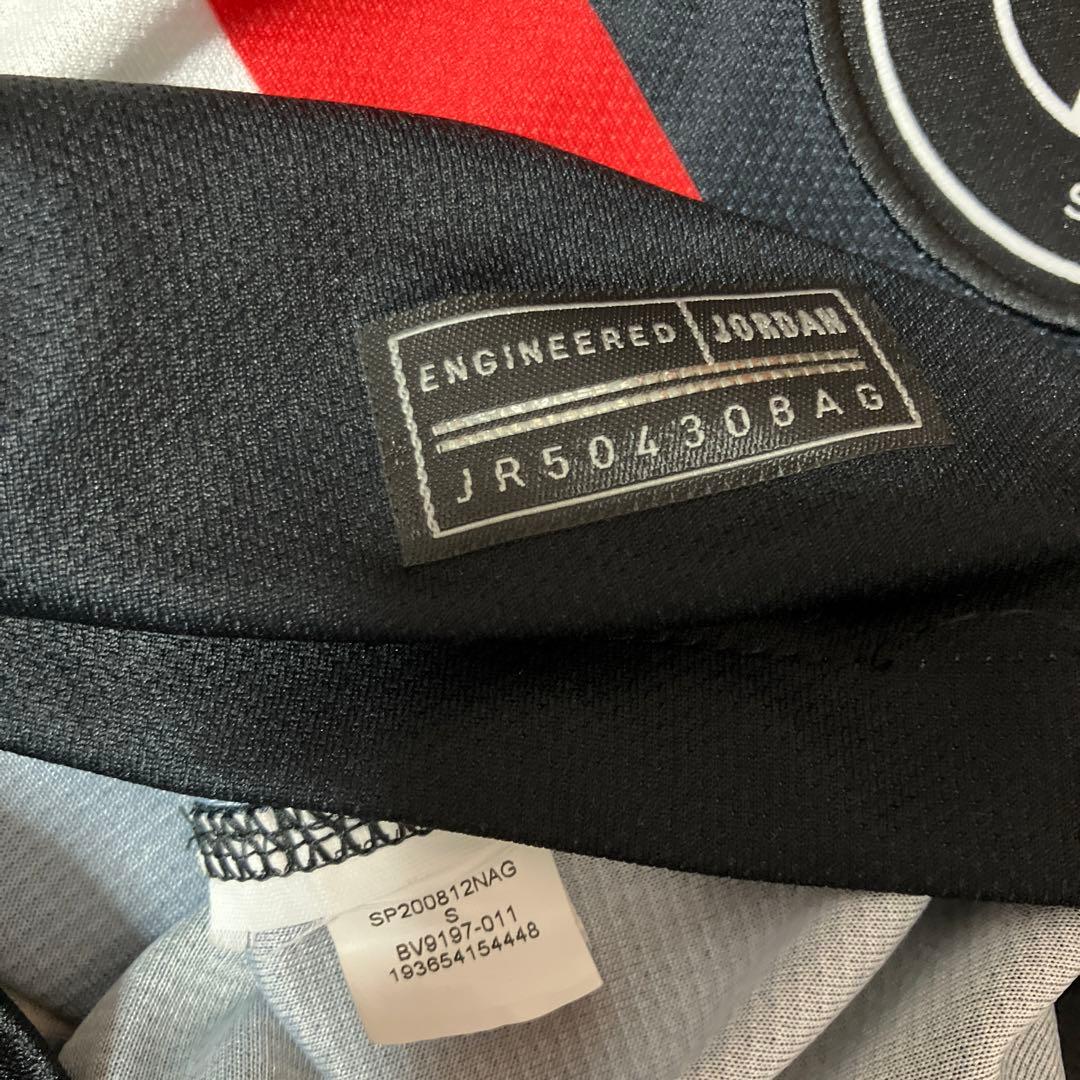 ENGINEERED JORDAN
JR504308AG
SP200812NAG
S
BV9197-011
193654154448